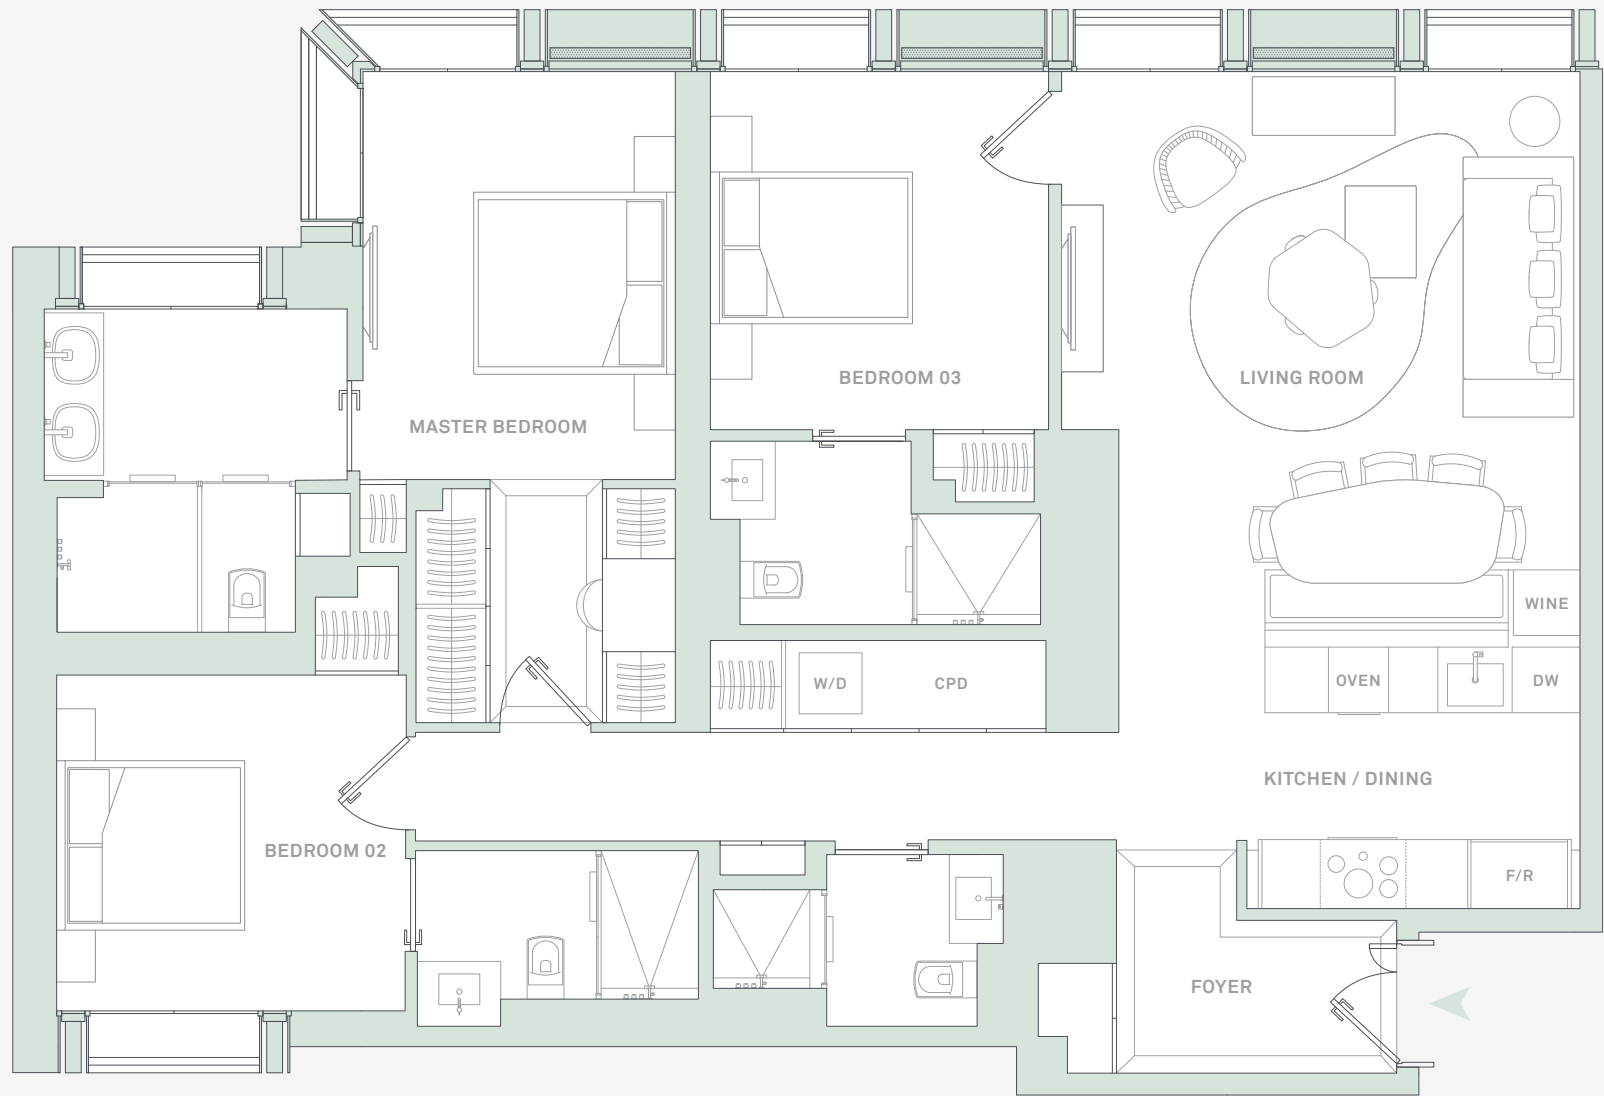 BEDROOM 03
LIVING ROOM
MASTER BEDROOM
WINE
W/D
CPD
OVEN
DW
KITCHEN / DINING
BEDROOM 02
F/R
FOYER